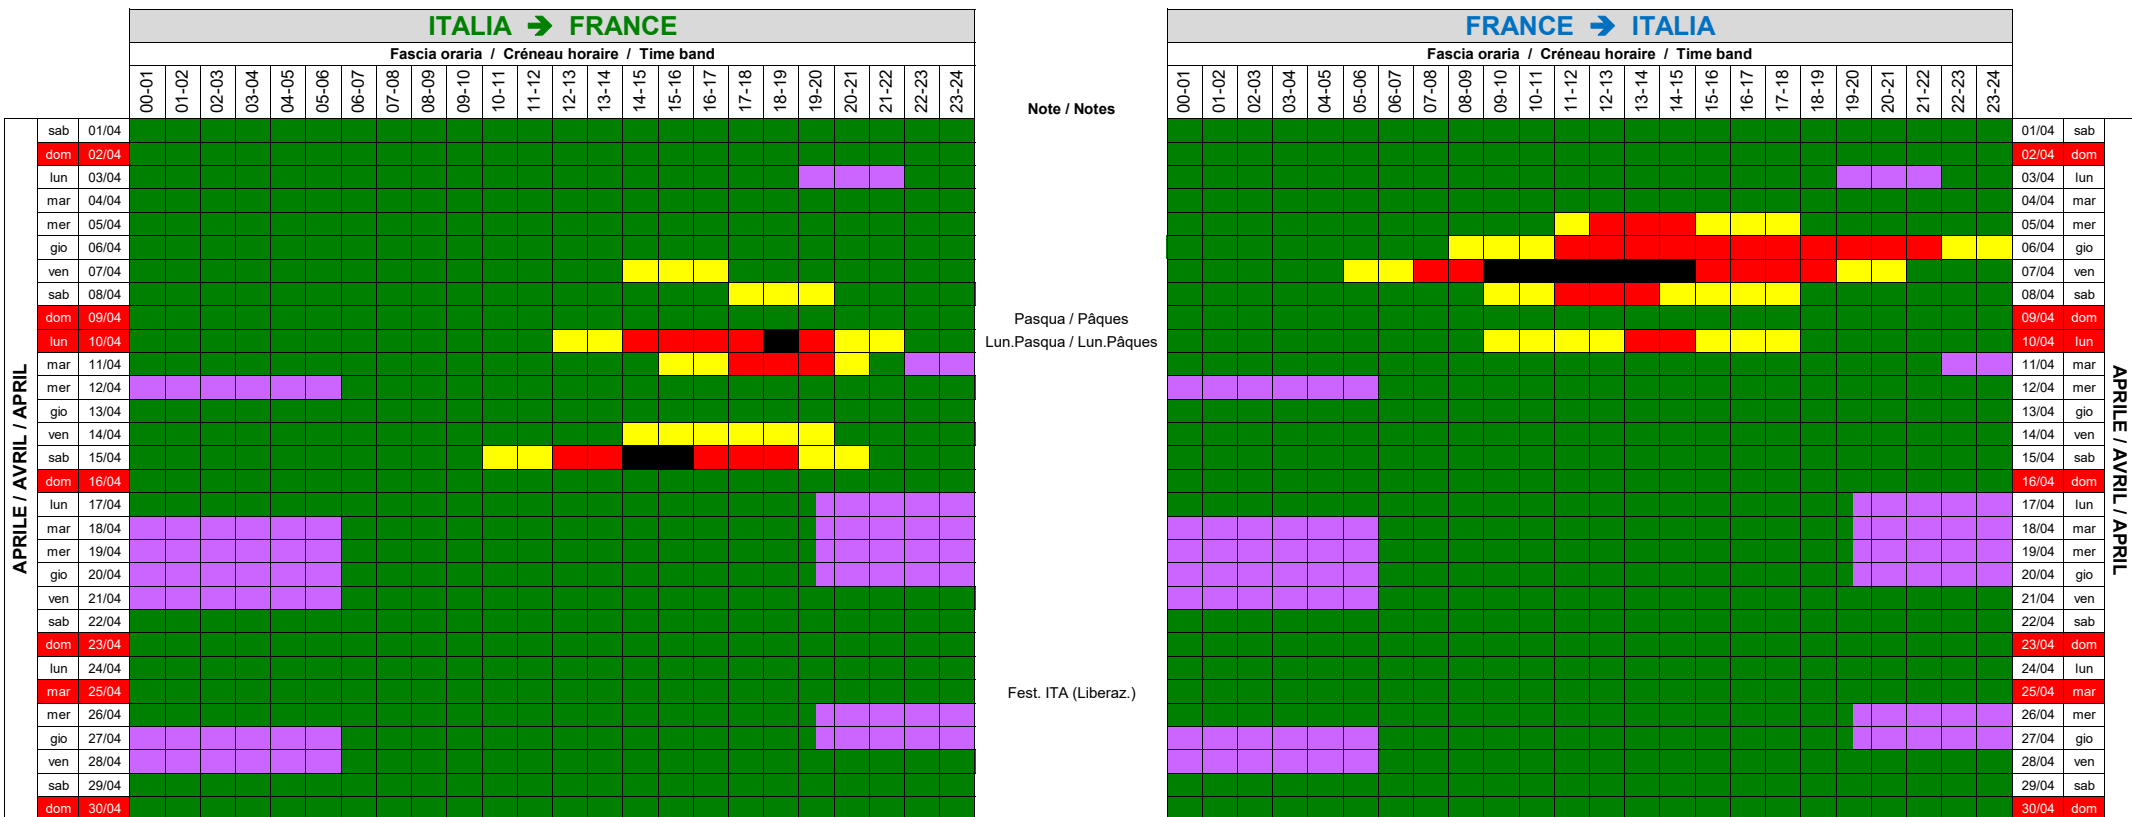 ITALIA ➔ FRANCE
FRANCE ➔ ITALIA
Fascia oraria / Créneau horaire / Time band
Fascia oraria / Créneau horaire / Time band
00-01 01-02 02-03 03-04 04-05 05-06 06-07 07-08 08-09 09-10 10-11 11-12 12-13 13-14 14-15 15-16 16-17 17-18 18-19 19-20 20-21 21-22 22-23 23-24
Note / Notes
00-01 01-02 02-03 03-04 04-05 05-06 06-07 07-08 08-09 09-10 10-11 11-12 12-13 13-14 14-15 15-16 16-17 17-18 18-19 19-20 20-21 21-22 22-23 23-24
APRILE / AVRIL / APRIL
sab 01/04 01/04 sab
dom 02/04 02/04 dom
lun 03/04 03/04 lun
mar 04/04 04/04 mar
mer 05/04 05/04 mer
gio 06/04 06/04 gio
ven 07/04 07/04 ven
sab 08/04 08/04 sab
dom 09/04 Pasqua / Pâques 09/04 dom
lun 10/04 Lun.Pasqua / Lun.Pâques 10/04 lun
mar 11/04 11/04 mar
mer 12/04 12/04 mer
gio 13/04 13/04 gio
ven 14/04 14/04 ven
sab 15/04 15/04 sab
dom 16/04 16/04 dom
lun 17/04 17/04 lun
mar 18/04 18/04 mar
mer 19/04 19/04 mer
gio 20/04 20/04 gio
ven 21/04 21/04 ven
sab 22/04 22/04 sab
dom 23/04 23/04 dom
lun 24/04 24/04 lun
mar 25/04 Fest. ITA (Liberaz.) 25/04 mar
mer 26/04 26/04 mer
gio 27/04 27/04 gio
ven 28/04 28/04 ven
sab 29/04 29/04 sab
dom 30/04 30/04 dom
APRILE / AVRIL / APRIL